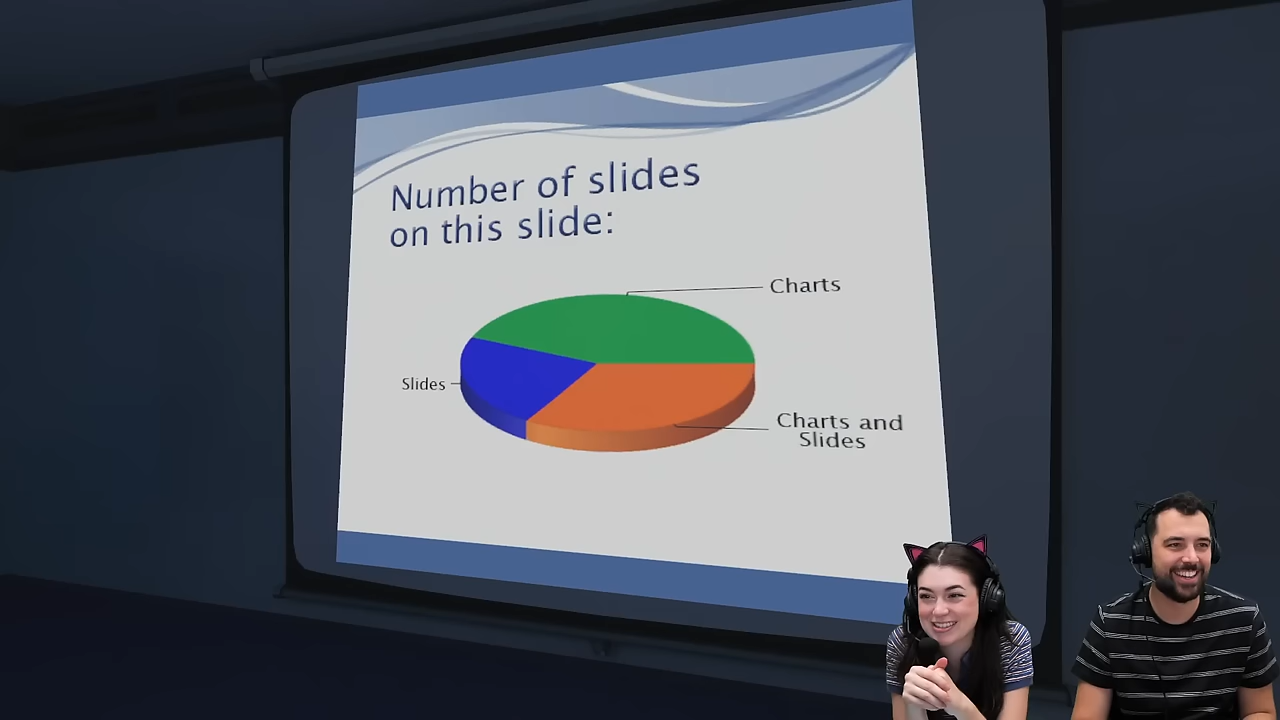 Number of slides
on this slide:
Charts
Slides
Charts and
Slides